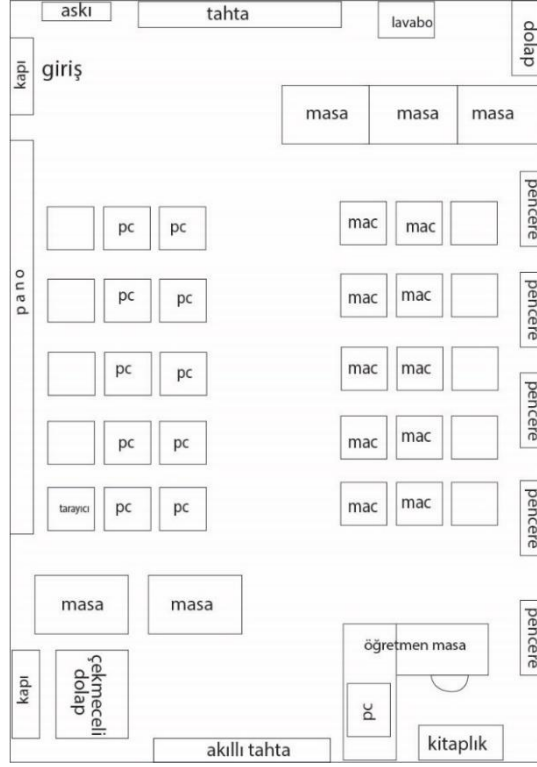 askı
tahta
lavabo
dolap
kapı
giriş
masa masa masa
pano
pencere
pc pc
mac mac
pencere
pc pc
mac mac
pencere
pc pc
mac mac
pc pc
mac mac
pencere
tarayıcı pc pc
mac mac
masa masa
pencere
öğretmen masa
kapı
çekmeceli
dolap
pc
akıllı tahta
kitaplık